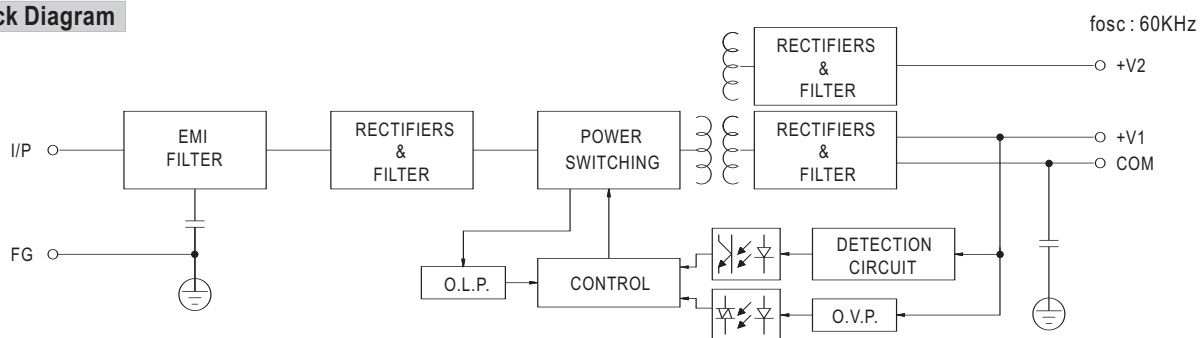 ck Diagram
fosc : 60KHz
RECTIFIERS
&
FILTER
+V2
I/P
EMI
FILTER
RECTIFIERS
&
FILTER
POWER
SWITCHING
RECTIFIERS
&
FILTER
+V1
COM
FG
O.L.P.
CONTROL
DETECTION
CIRCUIT
O.V.P.